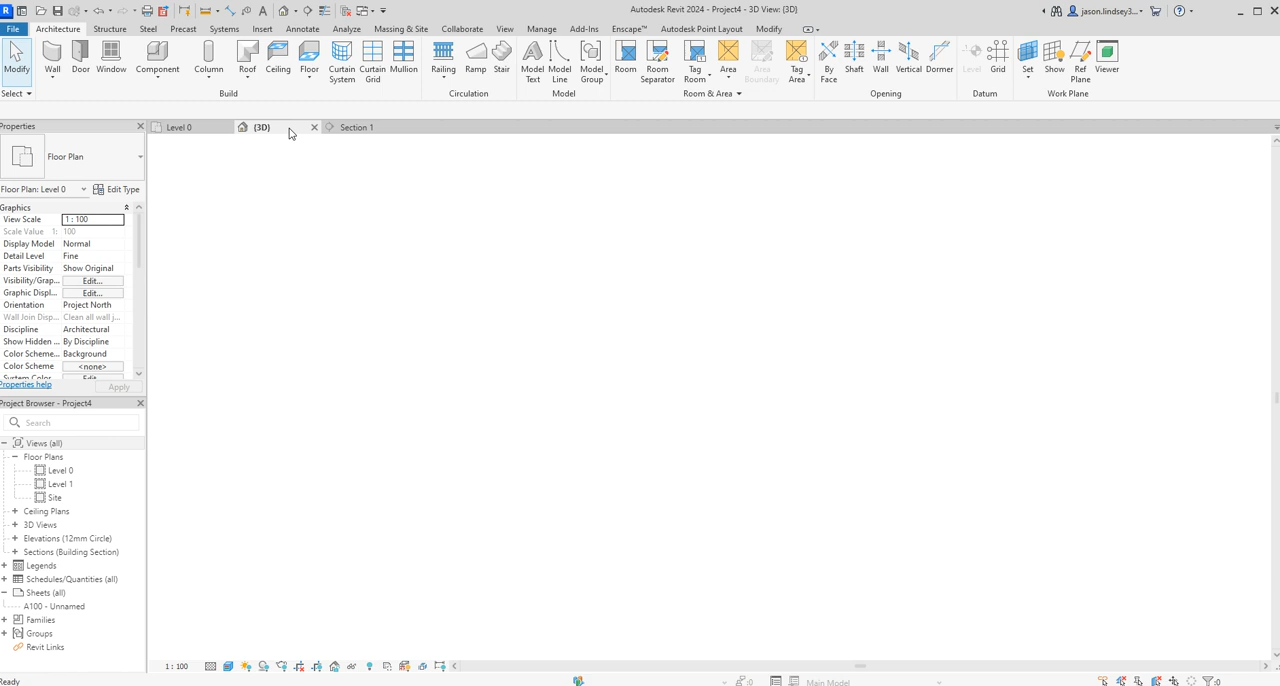 Autodesk Revit 2024 - Project4 - 3D View: {3D}
jason.lindsey3...
File Architecture Structure Steel Precast Systems Insert Annotate Analyze Massing & Site Collaborate View Manage Add-Ins Enscape™ Autodesk Point Layout Modify
Modify Wall Door Window Component Column Roof Ceiling Floor Curtain System Curtain Grid Mullion Railing Ramp Stair Model Text Model Line Model Group Room Room Separator Tag Room Area Area Boundary Tag Area By Face Shaft Wall Vertical Dormer Level Grid Set Show Ref Plane Viewer
Select Build Circulation Model Room & Area Opening Datum Work Plane
Properties
Level 0 {3D} Section 1
Floor Plan
Floor Plan: Level 0 Edit Type
Graphics
View Scale 1 : 100
Scale Value 1: 100
Display Model Normal
Detail Level Fine
Parts Visibility Show Original
Visibility/Grap... Edit...
Graphic Displ... Edit...
Orientation Project North
Wall Join Disp... Clean all wall j...
Discipline Architectural
Show Hidden ... By Discipline
Color Scheme... Background
Color Scheme <none>
System Color Edit...
Properties help Apply
Project Browser - Project4
Search
Views (all)
Floor Plans
Level 0
Level 1
Site
Ceiling Plans
3D Views
Elevations (12mm Circle)
Sections (Building Section)
Legends
Schedules/Quantities (all)
Sheets (all)
A100 - Unnamed
Families
Groups
Revit Links
1 : 100
Ready
:0 Main Model :0